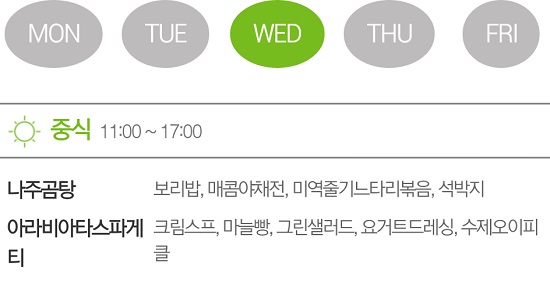 MON TUE WED THU FRI
중식 11:00 ~ 17:00
나주곰탕 보리밥, 매콤야채전, 미역줄기느타리볶음, 석박지
아라비아타스파게 크림스프, 마늘빵, 그린샐러드, 요거트드레싱, 수제오이피
티 클